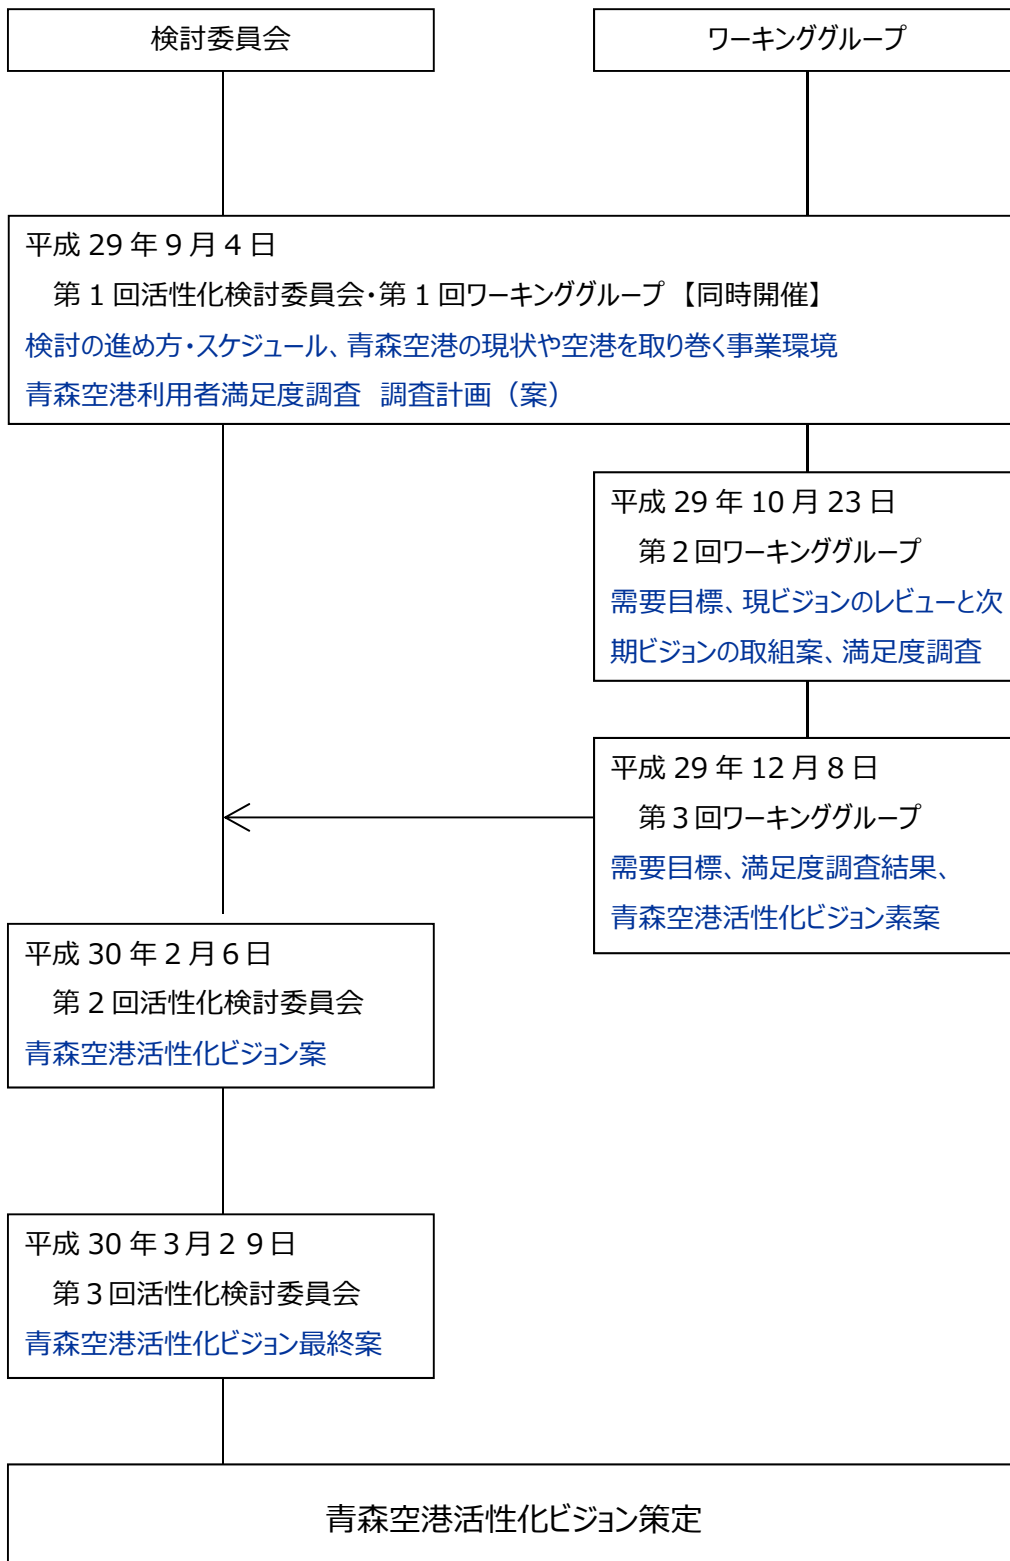 検討委員会
ワーキンググループ
平成 29 年 9 月 4 日
第 1 回活性化検討委員会・第 1 回ワーキンググループ 【同時開催】
検討の進め方・スケジュール、青森空港の現状や空港を取り巻く事業環境
青森空港利用者満足度調査 調査計画（案）
平成 29 年 10 月 23 日
第 2 回ワーキンググループ
需要目標、現ビジョンのレビューと次
期ビジョンの取組案、満足度調査
平成 29 年 12 月 8 日
第 3 回ワーキンググループ
需要目標、満足度調査結果、
青森空港活性化ビジョン素案
平成 30 年 2 月 6 日
第 2 回活性化検討委員会
青森空港活性化ビジョン案
平成 30 年 3 月 2 9 日
第 3 回活性化検討委員会
青森空港活性化ビジョン最終案
青森空港活性化ビジョン策定